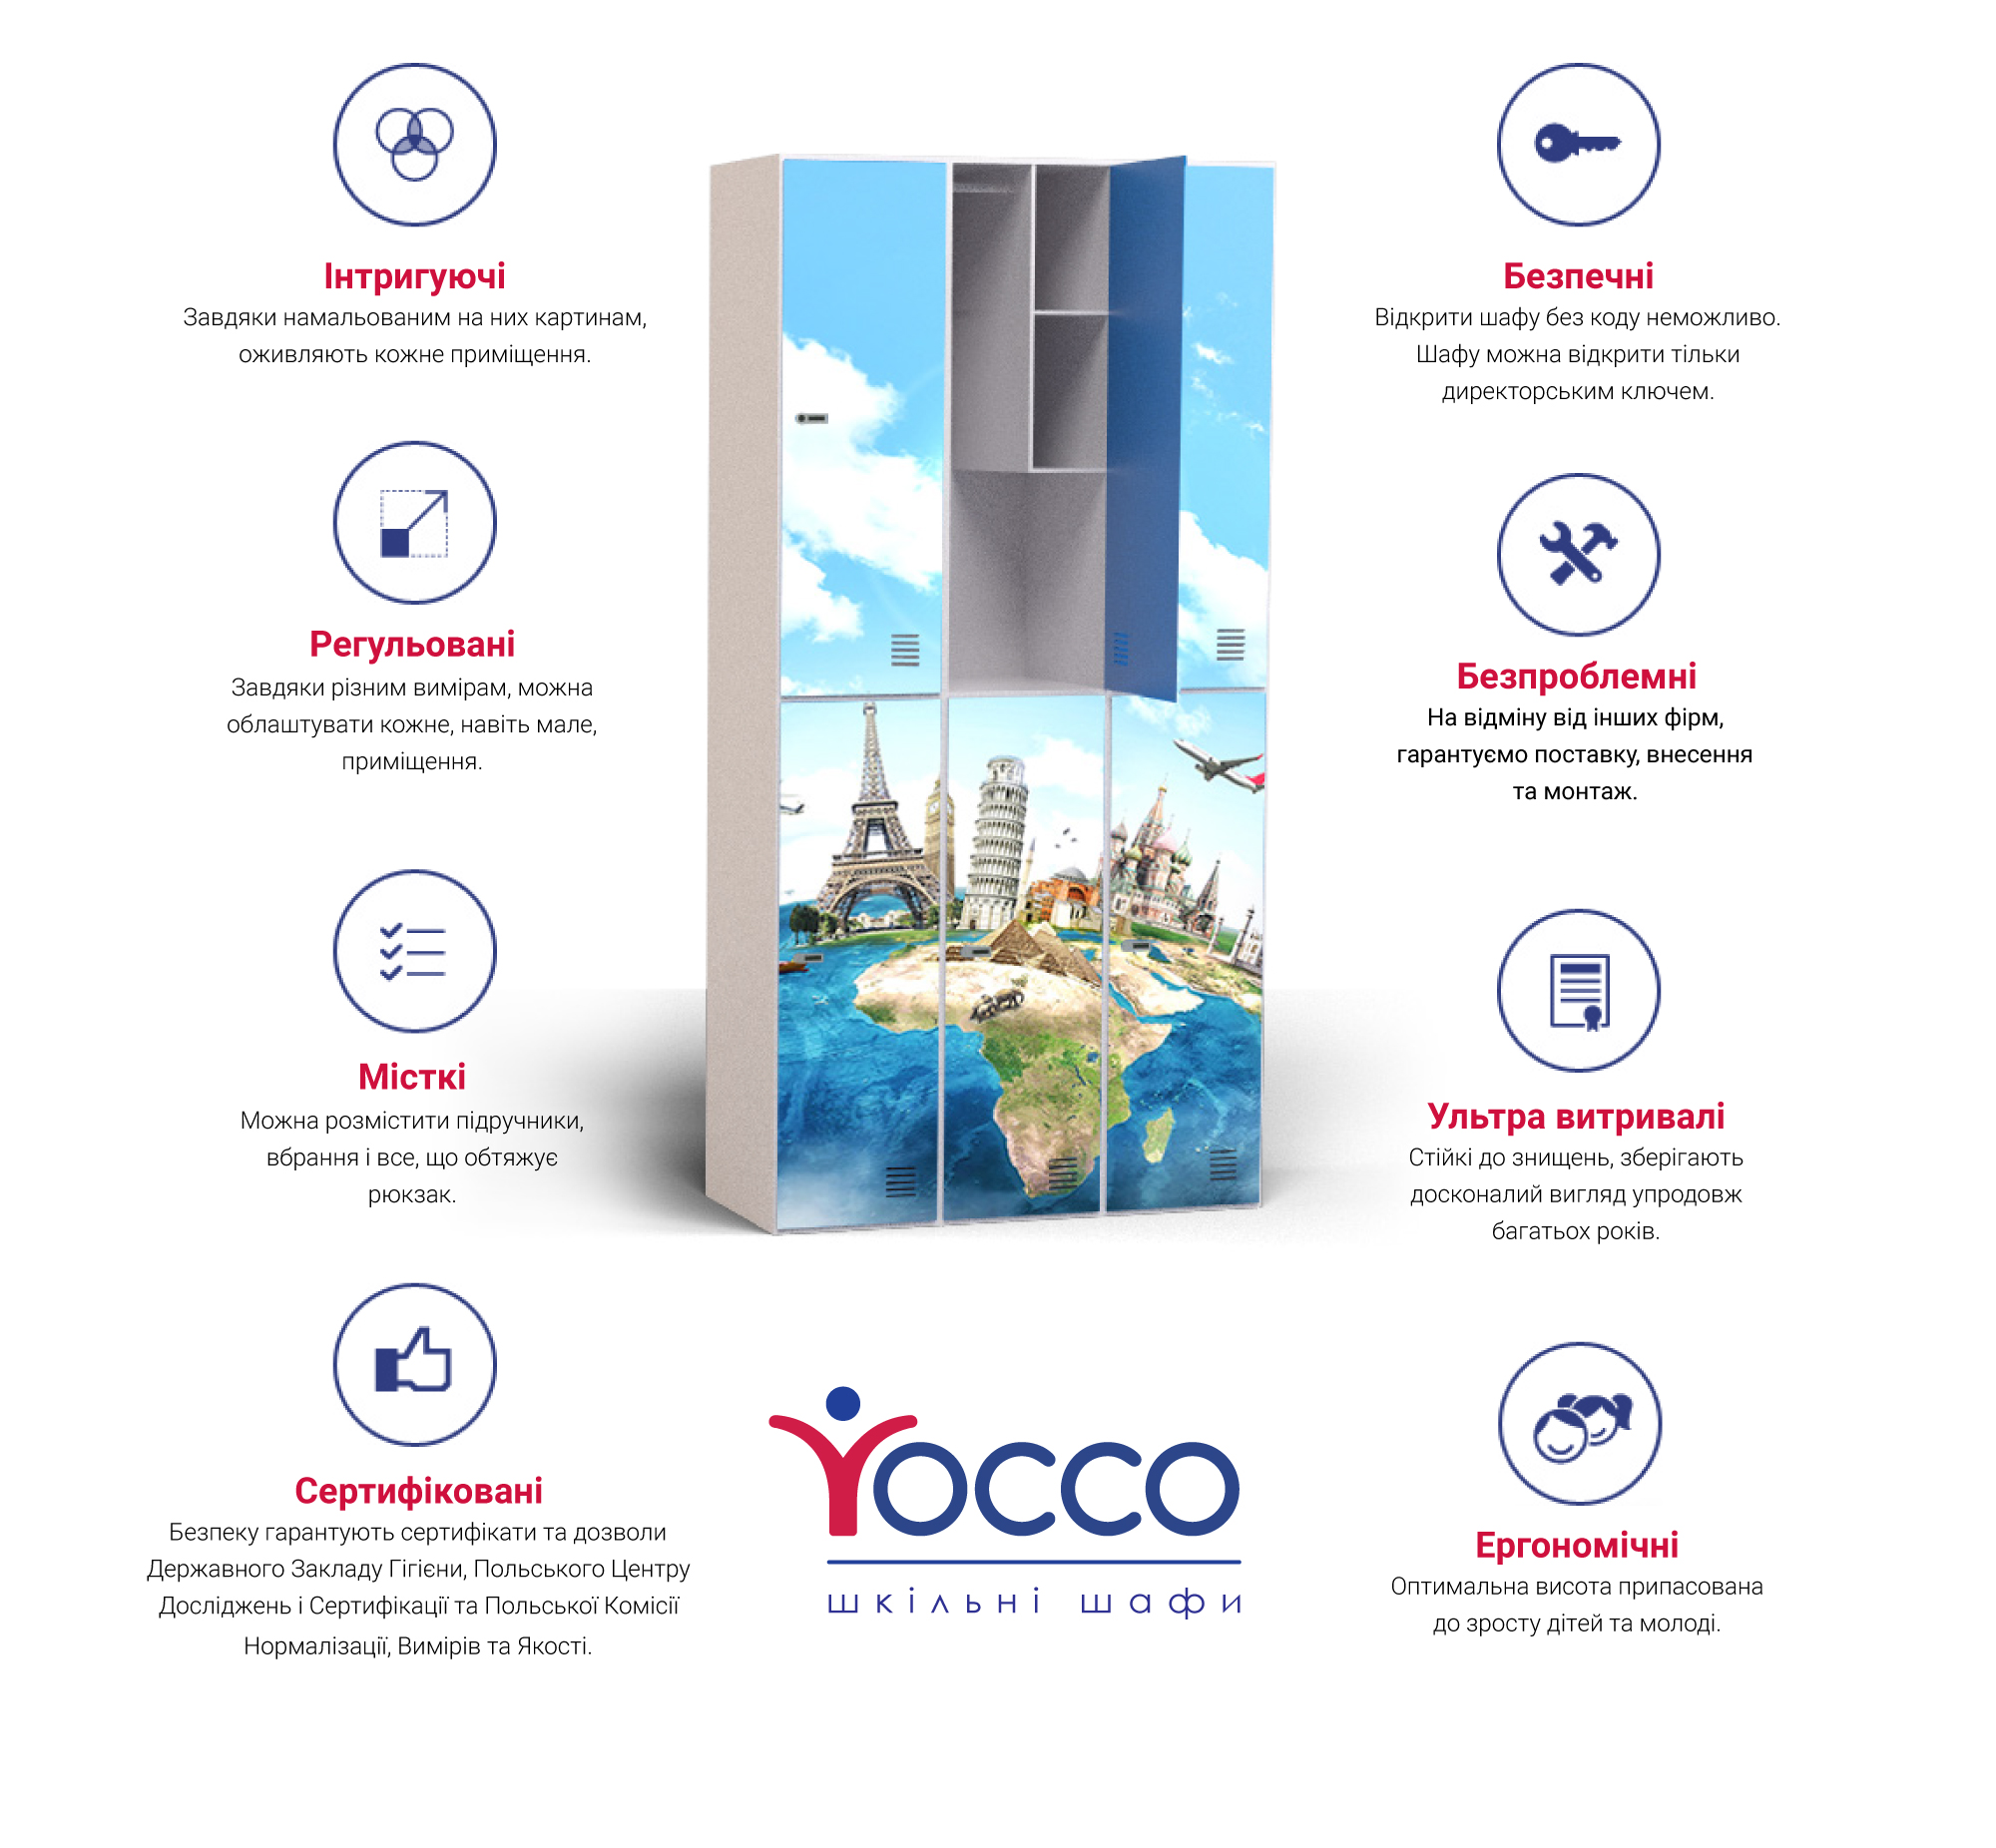 Інтригуючі
Завдяки намальованим на них картинам,
оживляють кожне приміщення.
Регульовані
Завдяки різним вимірам, можна
облаштувати кожне, навіть мале,
приміщення.
Місткі
Можна розмістити підручники,
вбрання і все, що обтяжує
рюкзак.
Сертифіковані
Безпеку гарантують сертифікати та дозволи
Державного Закладу Гігієни, Польського Центру
Досліджень і Сертифікації та Польської Комісії
Нормалізації, Вимірів та Якості.
Yocco
шкільні шафи
Безпечні
Відкрити шафу без коду неможливо.
Шафу можна відкрити тільки
директорським ключем.
Безпроблемні
На відміну від інших фірм,
гарантуємо поставку, внесення
та монтаж.
Ультра витривалі
Стійкі до знищень, зберігають
досконалий вигляд упродовж
багатьох років.
Ергономічні
Оптимальна висота припасована
до зросту дітей та молоді.